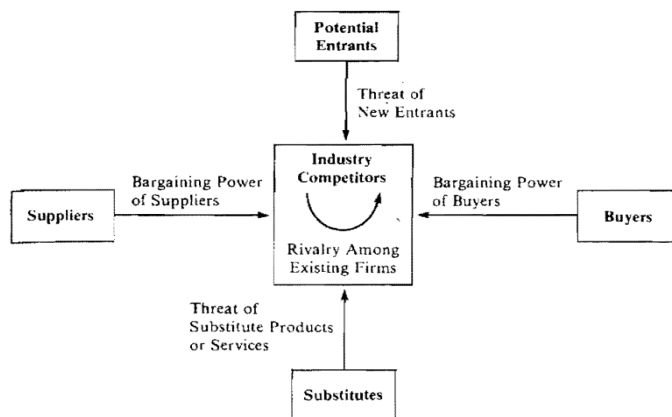 Potential
Entrants
Threat of
New Entrants
Industry
Competitors
Bargaining Power
of Suppliers
Bargaining Power
of Buyers
Suppliers
Buyers
Rivalry Among
Existing Firms
Threat of
Substitute Products
or Services
Substitutes